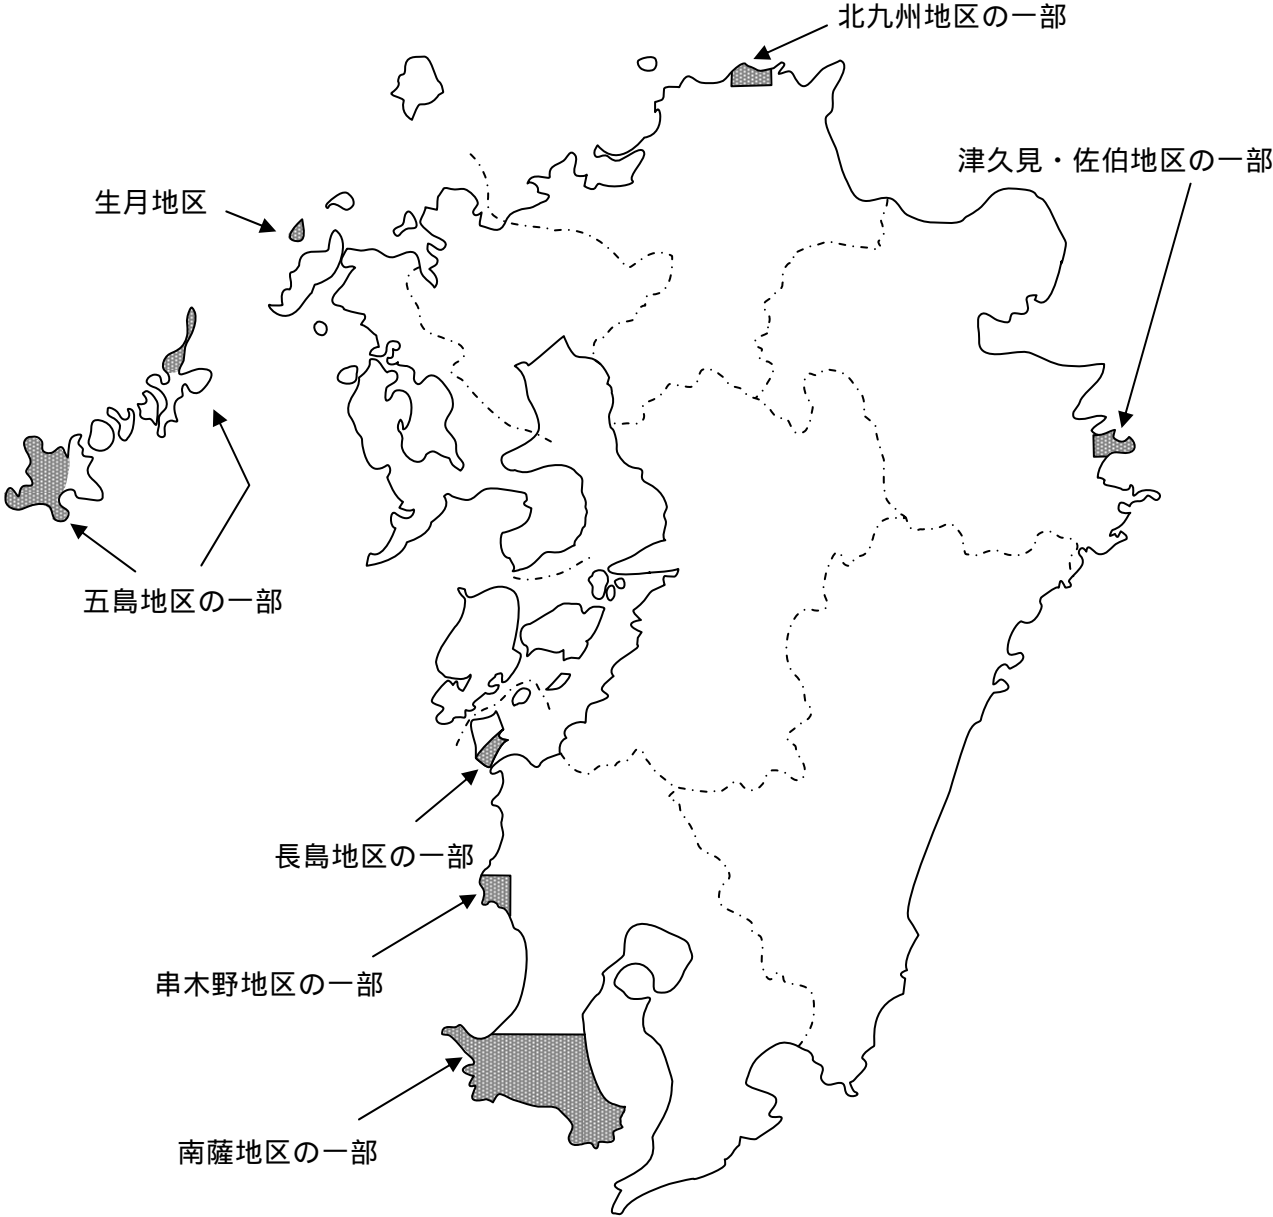 北九州地区の一部
津久見・佐伯地区の一部
生月地区
五島地区の一部
長島地区の一部
串木野地区の一部
南薩地区の一部